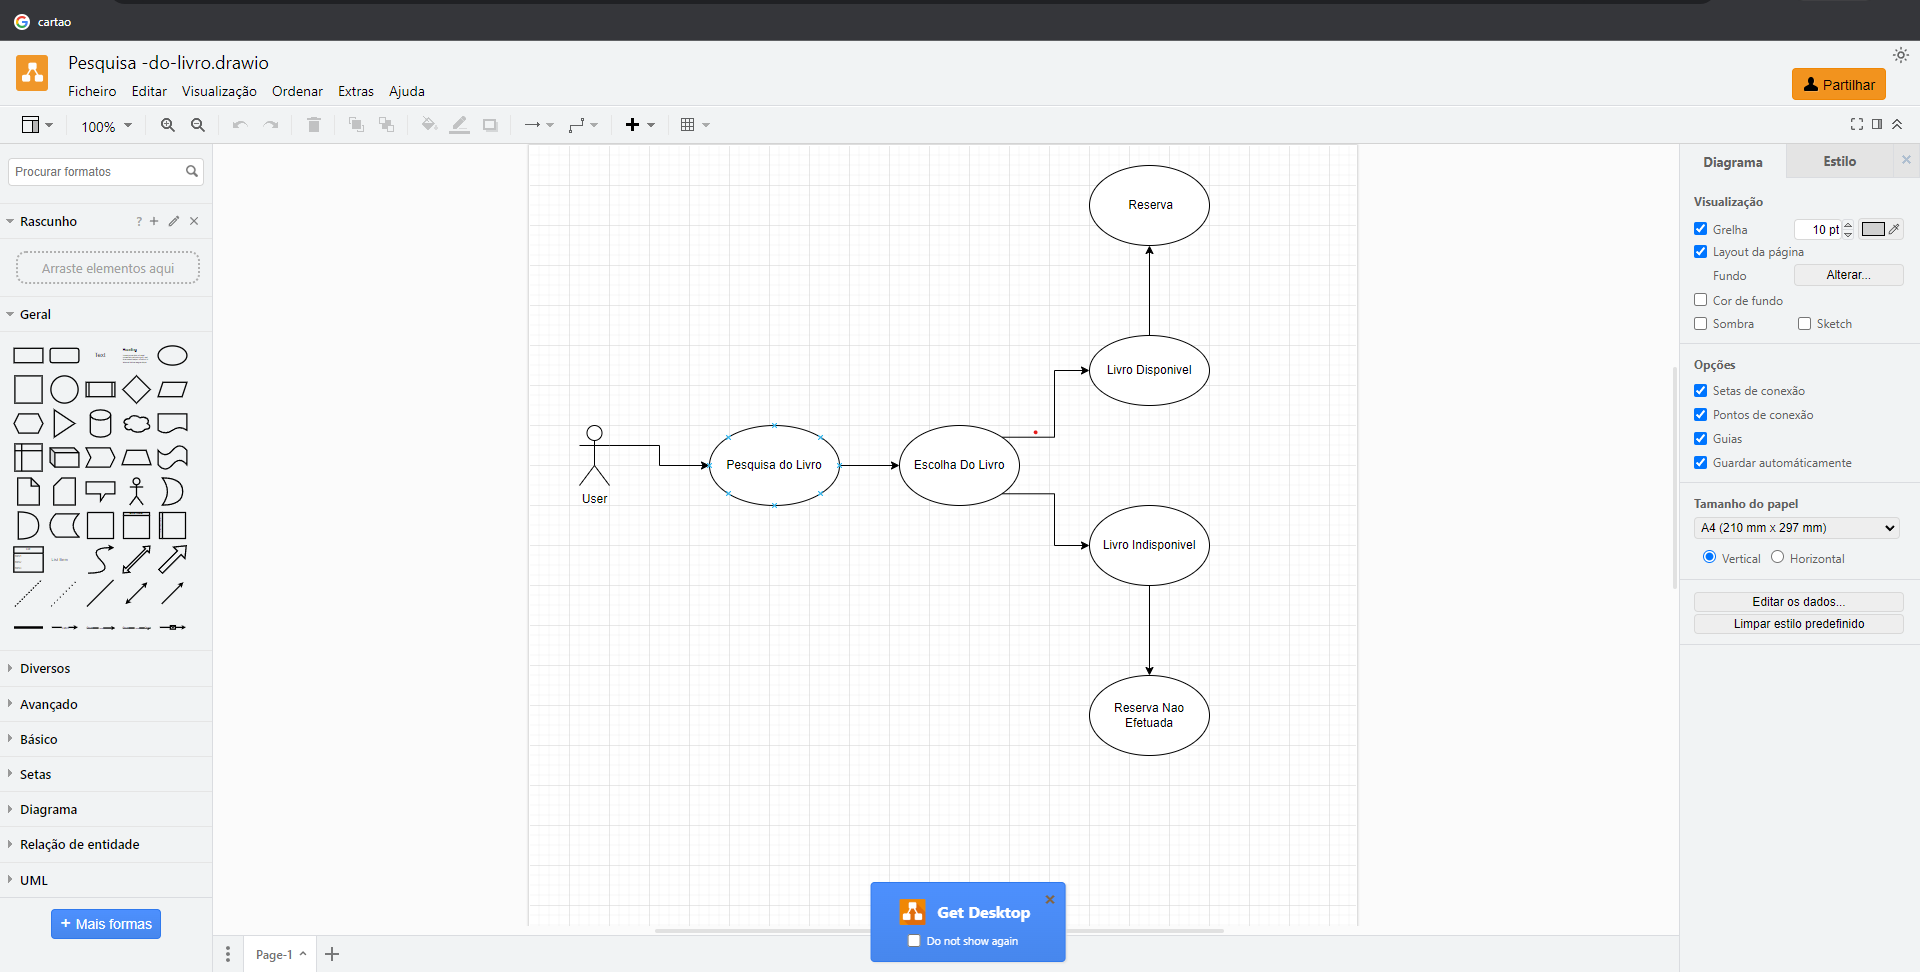 cartao
Pesquisa -do-livro.drawio
Ficheiro Editar Visualização Ordenar Extras Ajuda
Partilhar
100%
Procurar formatos
Rascunho
?
Arraste elementos aqui
Geral
Text
Heading
List Item
Diversos
Avançado
Básico
Setas
Diagrama
Relação de entidade
UML
+ Mais formas
Reserva
Livro Disponivel
User
Pesquisa do Livro
Escolha Do Livro
Livro Indisponivel
Reserva Nao
Efetuada
Get Desktop
Do not show again
Page-1
Diagrama
Estilo
Visualização
Grelha
10 pt
Layout da página
Fundo
Alterar...
Cor de fundo
Sombra
Sketch
Opções
Setas de conexão
Pontos de conexão
Guias
Guardar automáticamente
Tamanho do papel
A4 (210 mm x 297 mm)
Vertical
Horizontal
Editar os dados...
Limpar estilo predefinido